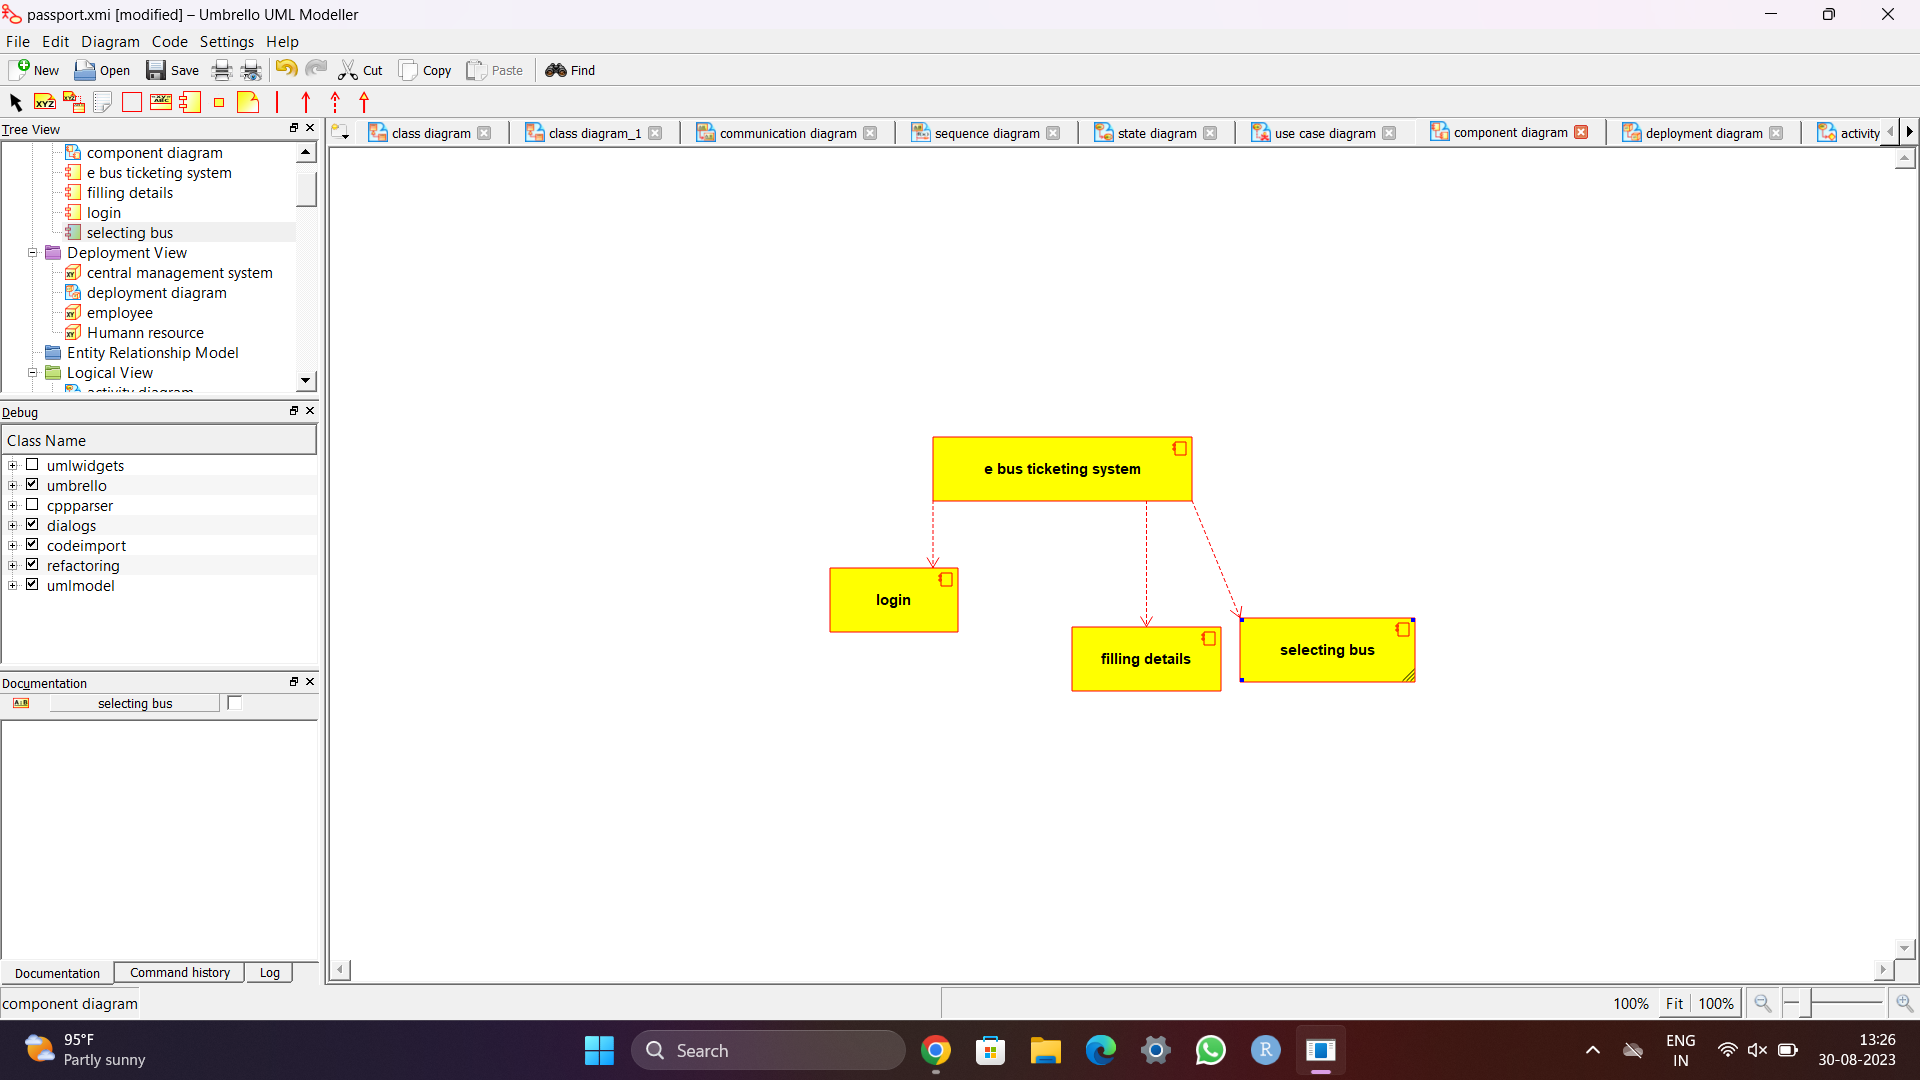 passport.xmi [modified] – Umbrello UML Modeller
File Edit Diagram Code Settings Help
New Open Save Cut Copy Paste Find
XYZ
Tree View
class diagram class diagram_1 communication diagram sequence diagram state diagram use case diagram component diagram deployment diagram activity
component diagram
e bus ticketing system
filling details
login
selecting bus
Deployment View
central management system
deployment diagram
employee
Humann resource
Entity Relationship Model
Logical View
activity diagram
Debug
Class Name
umlwidgets
umbrello
cppparser
dialogs
codeimport
refactoring
umlmodel
e bus ticketing system
login
filling details
selecting bus
Documentation
selecting bus
Documentation Command history Log
component diagram
100% Fit 100%
95°F
Partly sunny
Search
R
ENG
IN
13:26
30-08-2023